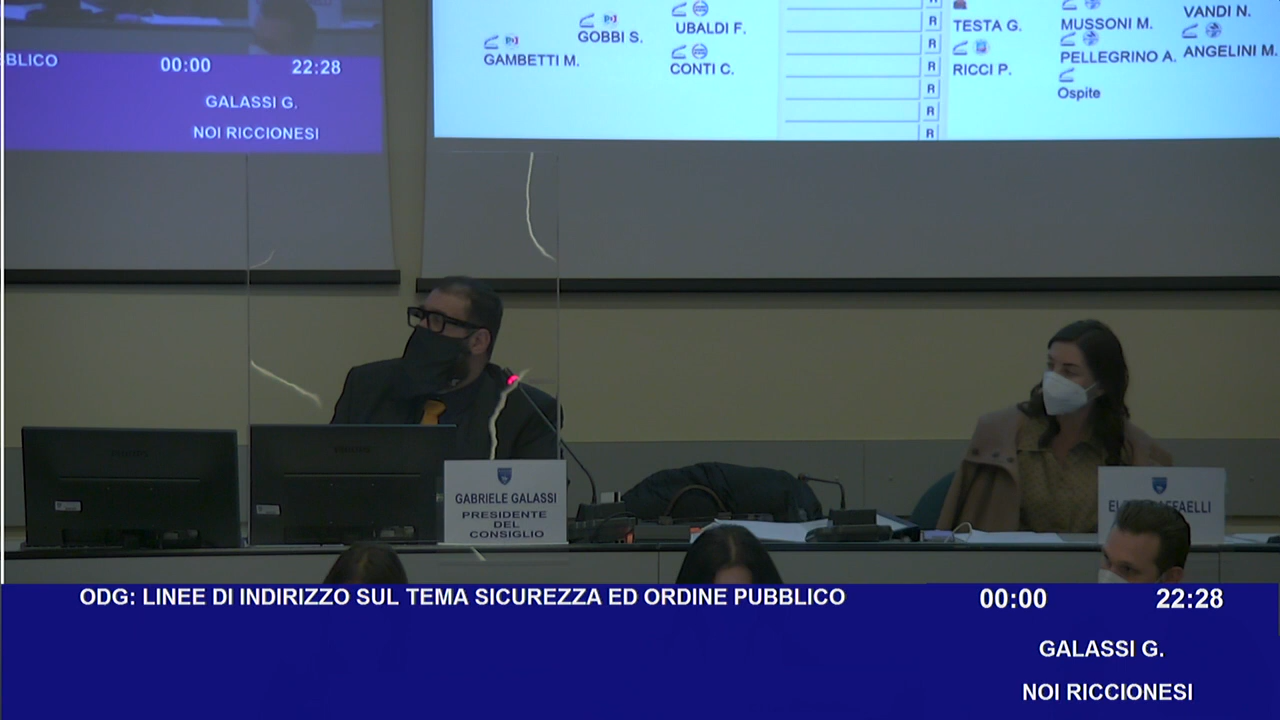 BLICO
00:00
22:28
GALASSI G.
NOI RICCIONESI
GAMBETTI M.
GOBBI S.
UBALDI F.
CONTI C.
R
R
R
R
R
R
TESTA G.
RICCI P.
MUSSONI M.
PELLEGRINO A.
Ospite
VANDI N.
ANGELINI M.
GABRIELE GALASSI
PRESIDENTE
DEL
CONSIGLIO
ODG: LINEE DI INDIRIZZO SUL TEMA SICUREZZA ED ORDINE PUBBLICO
00:00
22:28
GALASSI G.
NOI RICCIONESI